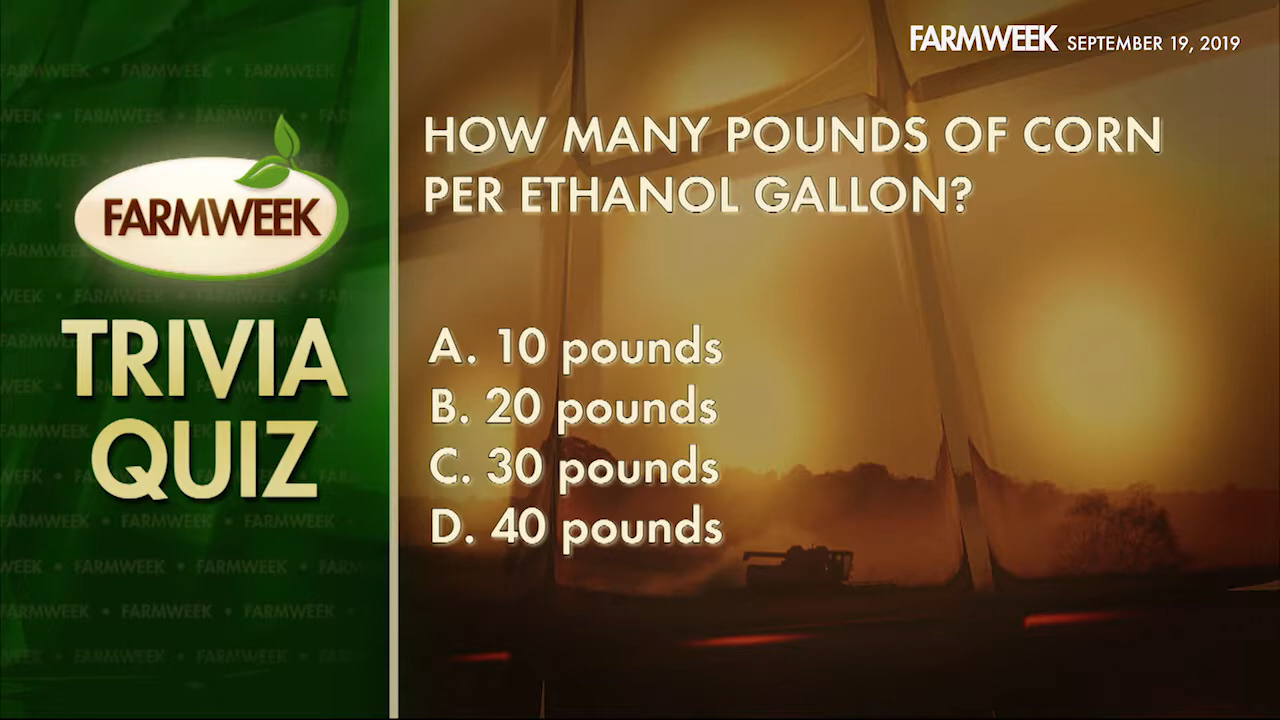 FARMWEEK SEPTEMBER 19, 2019
FARMWEEK
TRIVIA
QUIZ
HOW MANY POUNDS OF CORN
PER ETHANOL GALLON?
A. 10 pounds
B. 20 pounds
C. 30 pounds
D. 40 pounds